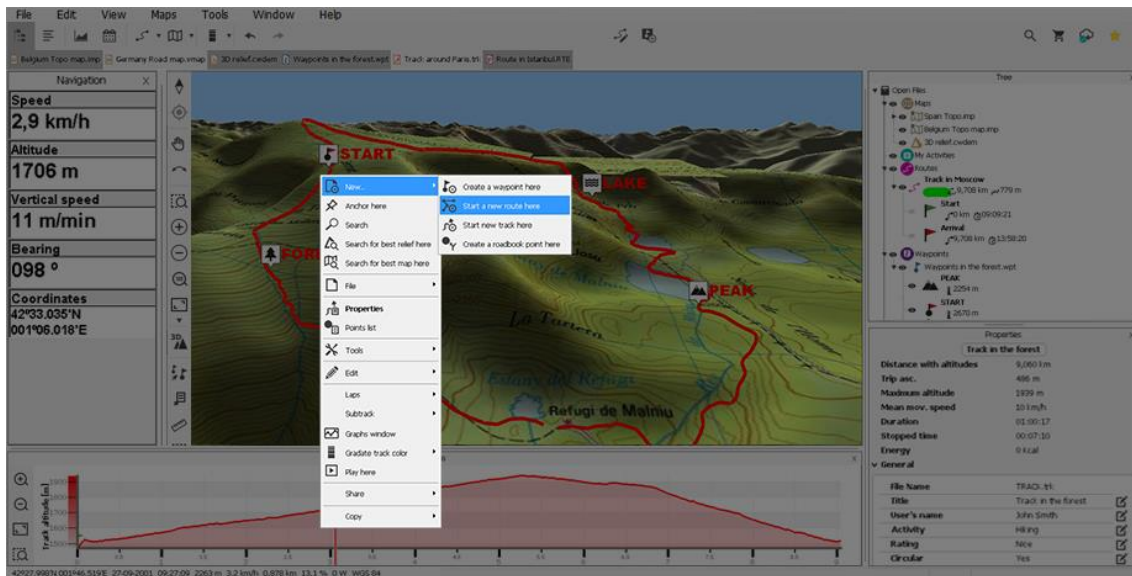 File Edit View Maps Tools Window Help
Belgium Topo map.imp Germany Road map.vmap 3D relief.cwdem Waypoints in the forest.wpt Track around Paris.trk Route in Istanbul.RTE
Navigation X
Speed
2,9 km/h
Altitude
1706 m
Vertical speed
11 m/min
Bearing
098 º
Coordinates
42º33.035'N
001º06.018'E
3D
START
LAKE
PEAK
La Tartera
Estany del Refugi
Refugi de Malniu
New...
Anchor here
Search
Search for best relief here
Search for best map here
File
Properties
Points list
Tools
Edit
Laps
Subtrack
Graphs window
Gradate track color
Play here
Share
Copy
Create a waypoint here
Start a new route here
Start new track here
Create a roadbook point here
Tree
Open Files
Maps
Spain Topo.imp
Belgium Topo map.imp
3D relief.cwdem
My Activities
Routes
Track in Moscow
9,708 km 779 m
Start
0 km 09:09:21
Arrival
9,708 km 13:58:20
Waypoints
Waypoints in the forest.wpt
PEAK
2254 m
START
2670 m
Properties
Track in the forest
Distance with altitudes 9,060 km
Trip asc. 486 m
Maximum altitude 1939 m
Mean mov. speed 10 km/h
Duration 01:00:17
Stopped time 00:07:10
Energy 0 kcal
General
File Name TRACK.trk
Title Track in the forest
User's name John Smith
Activity Hiking
Rating Nice
Circular Yes
Track altitude [m]